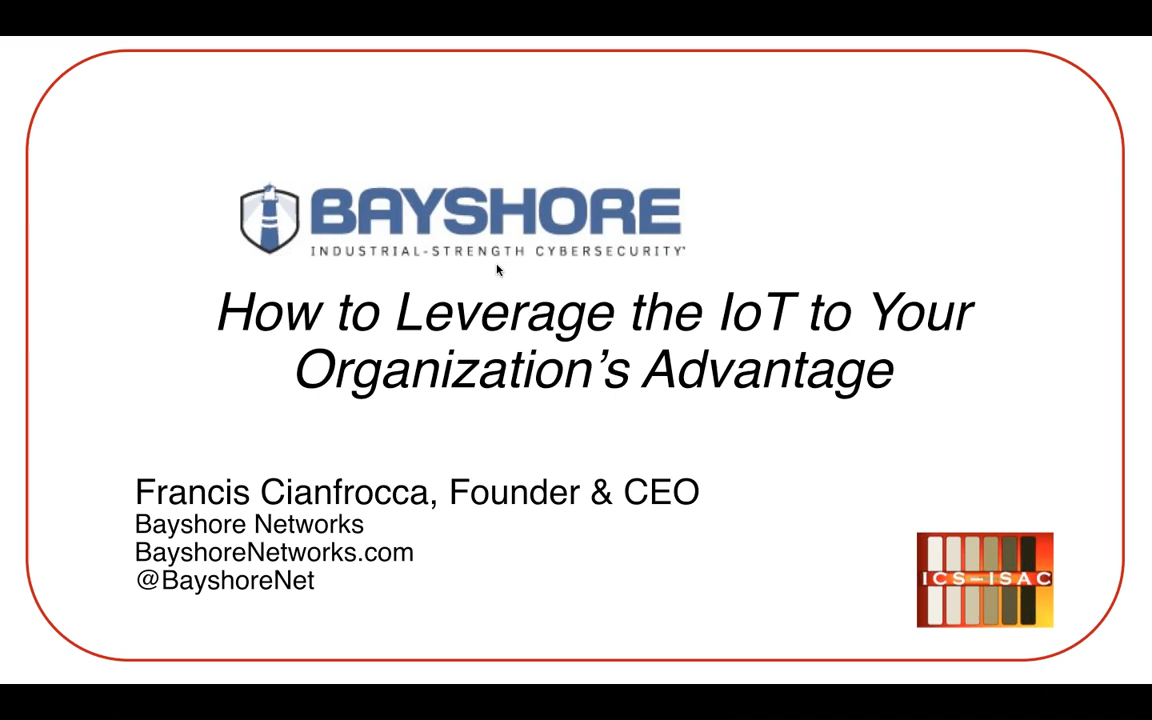 BAYSHORE
INDUSTRIAL-STRENGTH CYBERSECURITY
How to Leverage the IoT to Your
Organization’s Advantage
Francis Cianfrocca, Founder & CEO
Bayshore Networks
BayshoreNetworks.com
@BayshoreNet
ICS-ISAC